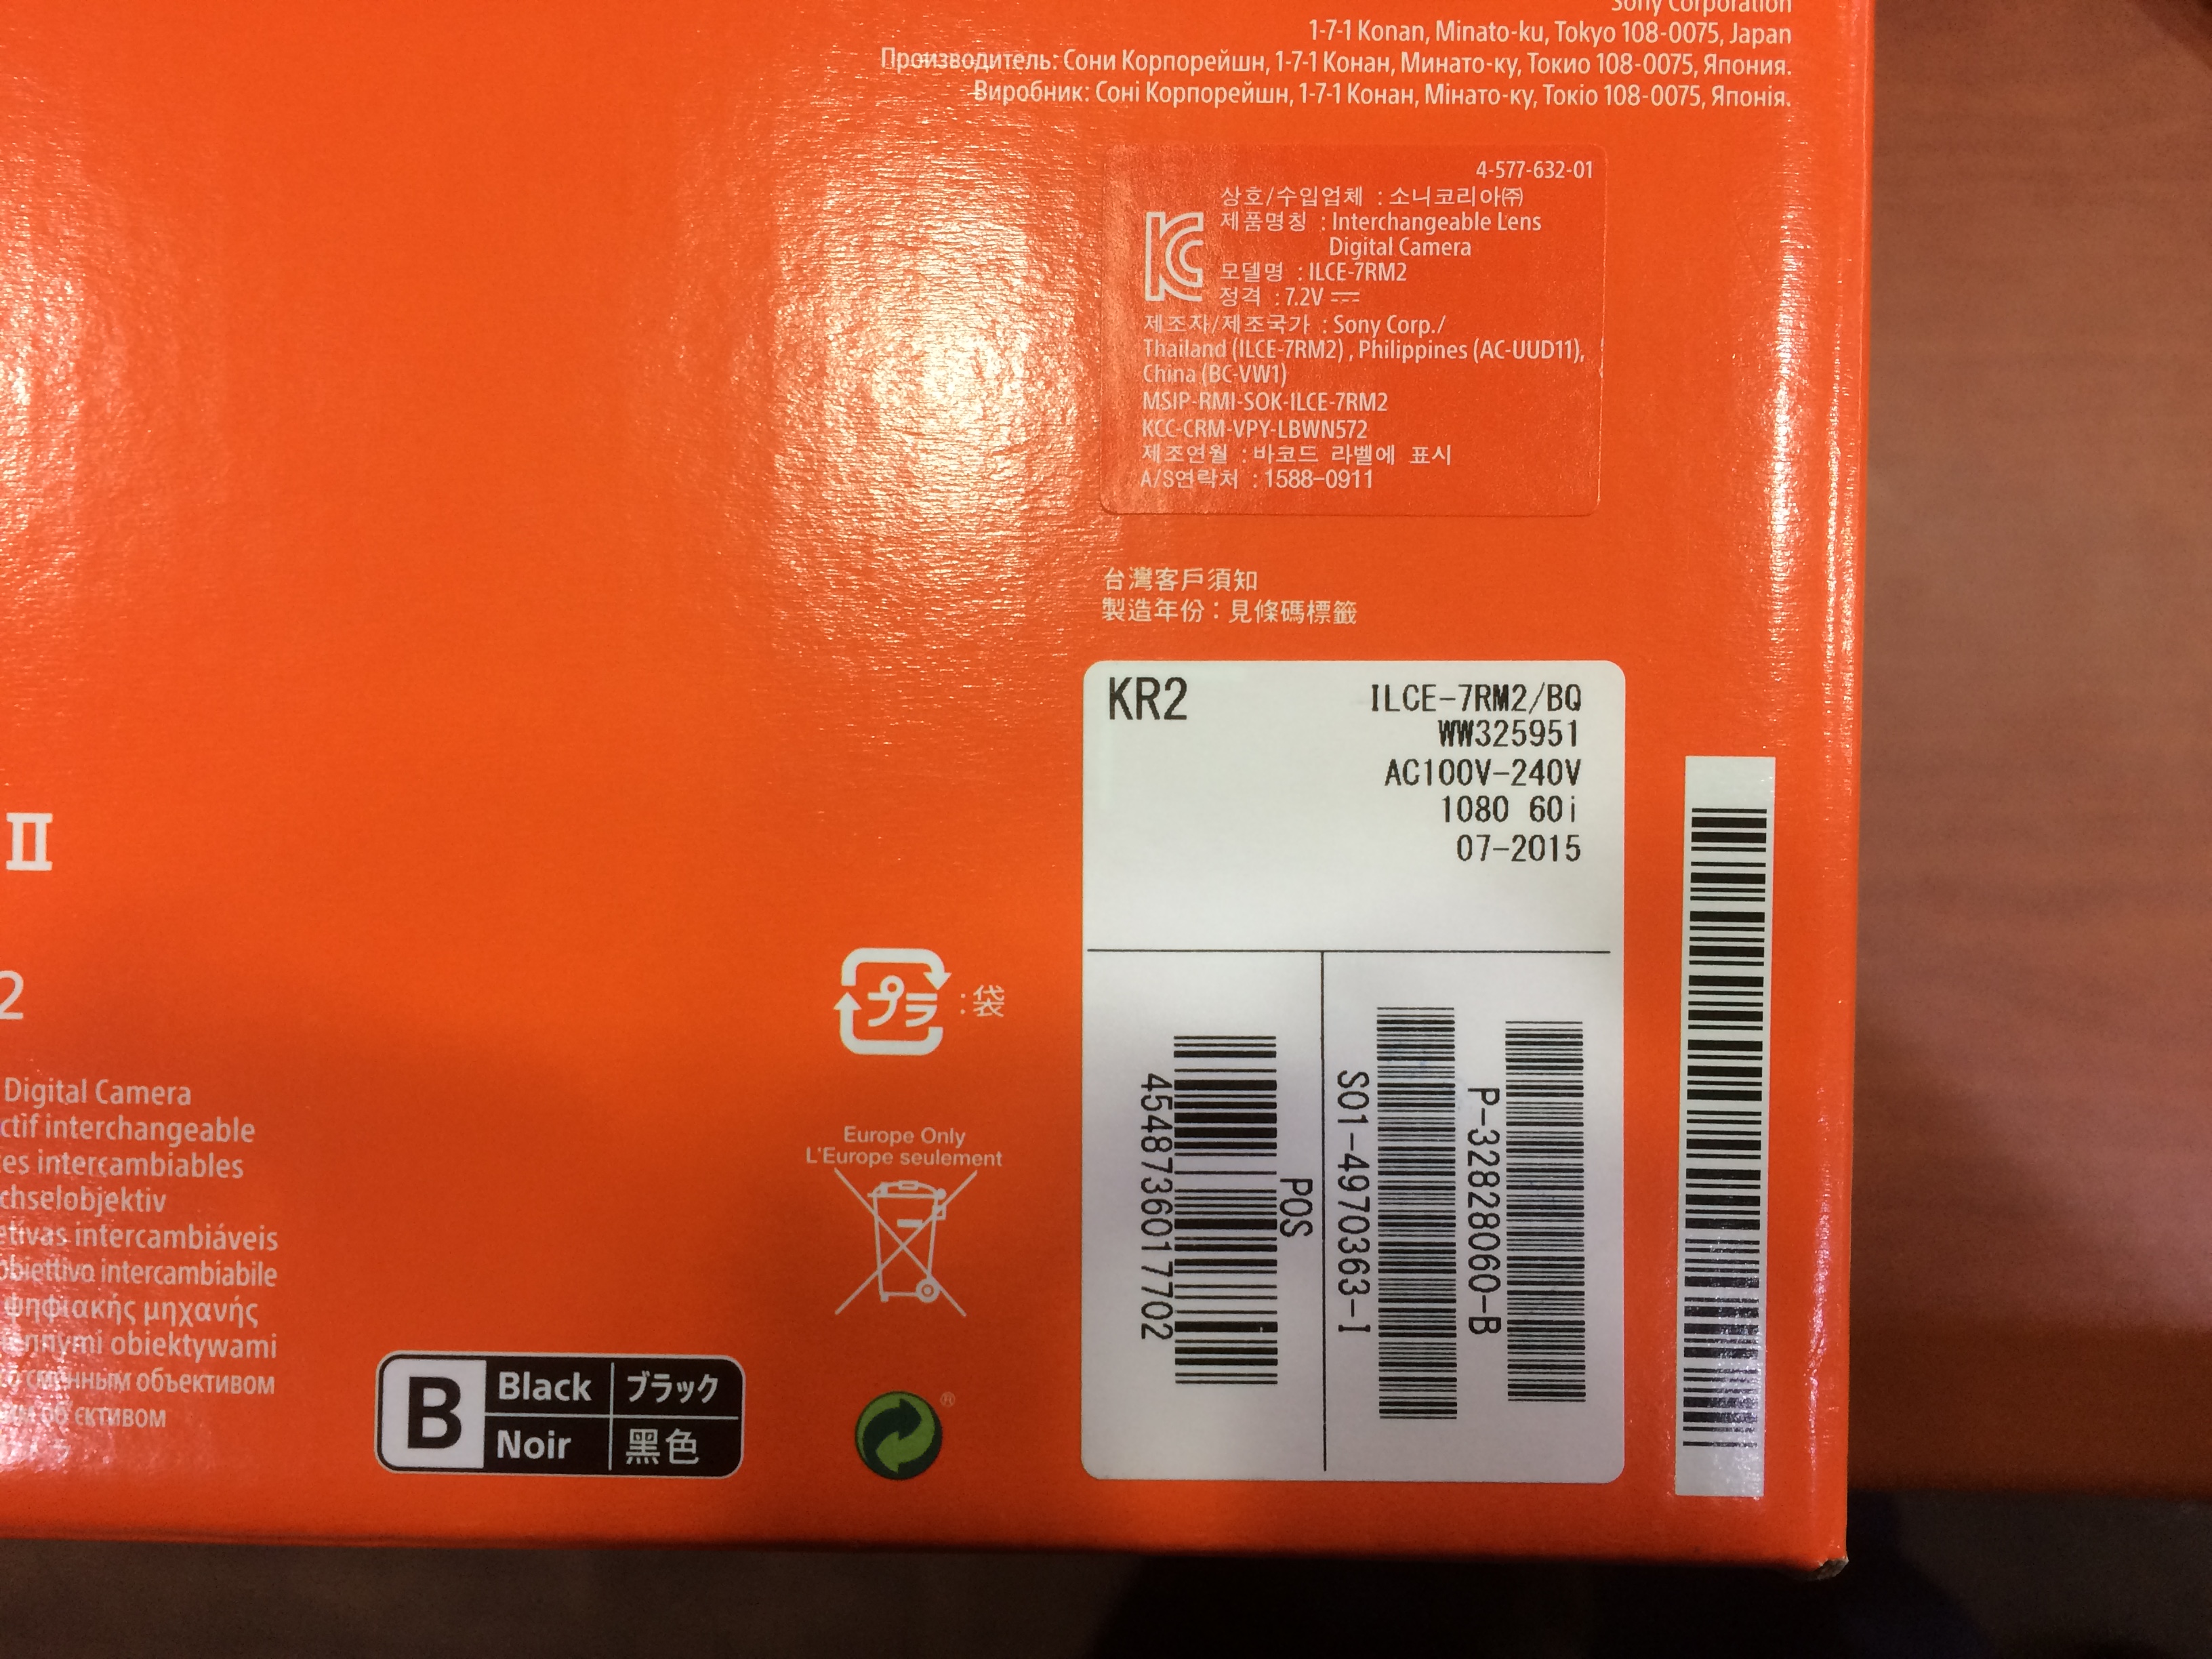 Sony Corporation
1-7-1 Konan, Minato-ku, Tokyo 108-0075, Japan
Производитель: Сони Корпорейшн, 1-7-1 Конан, Минато-ку, Токио 108-0075, Япония.
Виробник: Соні Корпорейшн, 1-7-1 Конан, Мінато-ку, Токіо 108-0075, Японія.
4-577-632-01
상호/수입업체 : 소니코리아㈜
제품명칭 : Interchangeable Lens
Digital Camera
모델명 : ILCE-7RM2
정격 : 7.2V ⎓
제조자/제조국가 : Sony Corp./
Thailand (ILCE-7RM2) , Philippines (AC-UUD11),
China (BC-VW1)
MSIP-RMI-SOK-ILCE-7RM2
KCC-CRM-VPY-LBWN572
제조연월 : 바코드 라벨에 표시
A/S연락처 : 1588-0911
台灣客戶須知
製造年份：見條碼標籤
KR2
ILCE-7RM2/BQ
WW325951
AC100V-240V
1080 60i
07-2015
P-32828060-B
S01-4970363-I
POS
4548736017702
II
2
プラ :袋
Europe Only
L'Europe seulement
Digital Camera
ctif interchangeable
es intercambiables
chselobjektiv
etivas intercambiáveis
obiettivo intercambiabile
ψηφιακής μηχανής
ennymi obiektywami
сменным объективом
єктивом
B
Black ブラック
Noir 黑色
®